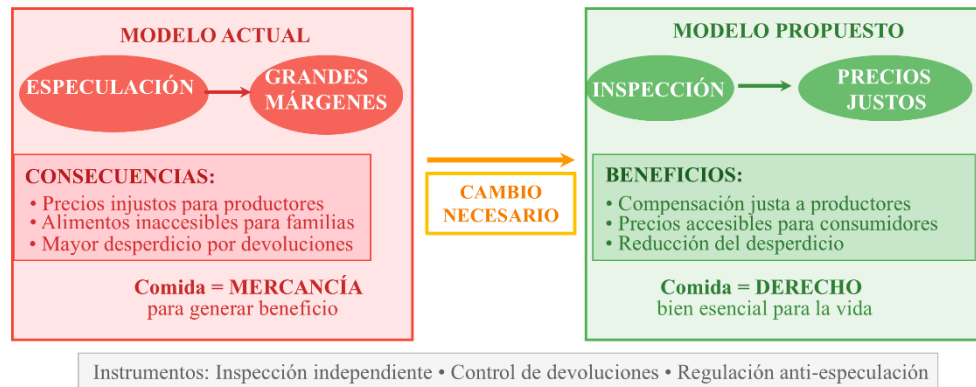 MODELO ACTUAL
ESPECULACIÓN
GRANDES
MÁRGENES
CONSECUENCIAS:
• Precios injustos para productores
• Alimentos inaccesibles para familias
• Mayor desperdicio por devoluciones
Comida = MERCANCÍA
para generar beneficio
CAMBIO
NECESARIO
MODELO PROPUESTO
INSPECCIÓN
PRECIOS
JUSTOS
BENEFICIOS:
• Compensación justa a productores
• Precios accesibles para consumidores
• Reducción del desperdicio
Comida = DERECHO
bien esencial para la vida
Instrumentos: Inspección independiente • Control de devoluciones • Regulación anti-especulación